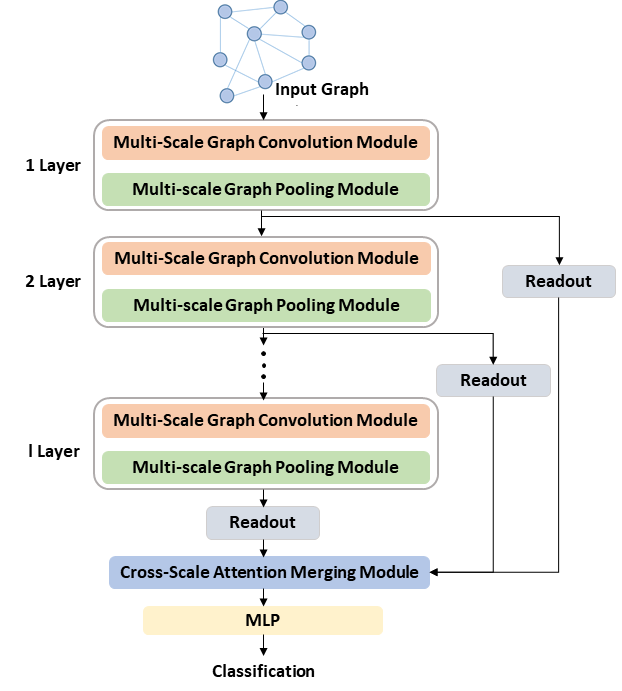 Input Graph
1 Layer
Multi-Scale Graph Convolution Module
Multi-scale Graph Pooling Module
2 Layer
Multi-Scale Graph Convolution Module
Multi-scale Graph Pooling Module
Readout
Readout
l Layer
Multi-Scale Graph Convolution Module
Multi-scale Graph Pooling Module
Readout
Cross-Scale Attention Merging Module
MLP
Classification